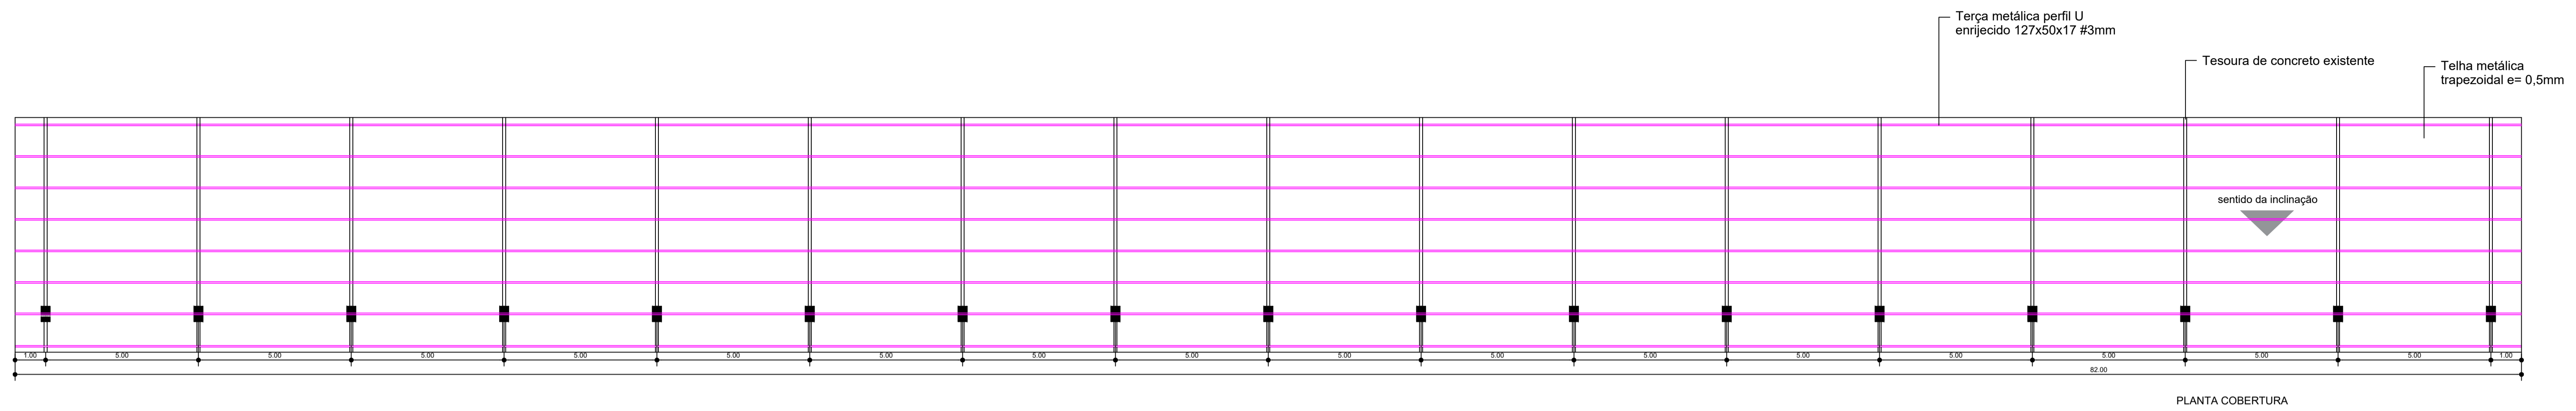 Terça metálica perfil U
enrijecido 127x50x17 #3mm
Tesoura de concreto existente
Telha metálica
trapezoidal e= 0,5mm
sentido da inclinação
1.00 5.00 5.00 5.00 5.00 5.00 5.00 5.00 5.00 5.00 5.00 5.00 5.00 5.00 5.00 5.00 5.00 1.00
82.00
PLANTA COBERTURA